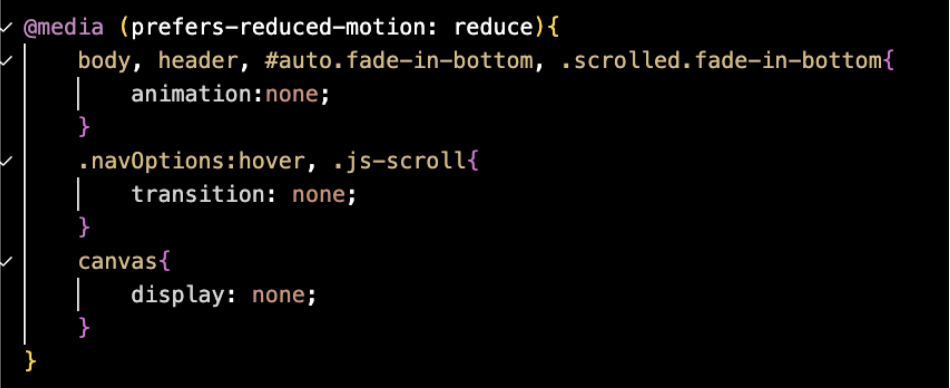 @media (prefers-reduced-motion: reduce){
body, header, #auto.fade-in-bottom, .scrolled.fade-in-bottom{
animation:none;
}
.navOptions:hover, .js-scroll{
transition: none;
}
canvas{
display: none;
}
}